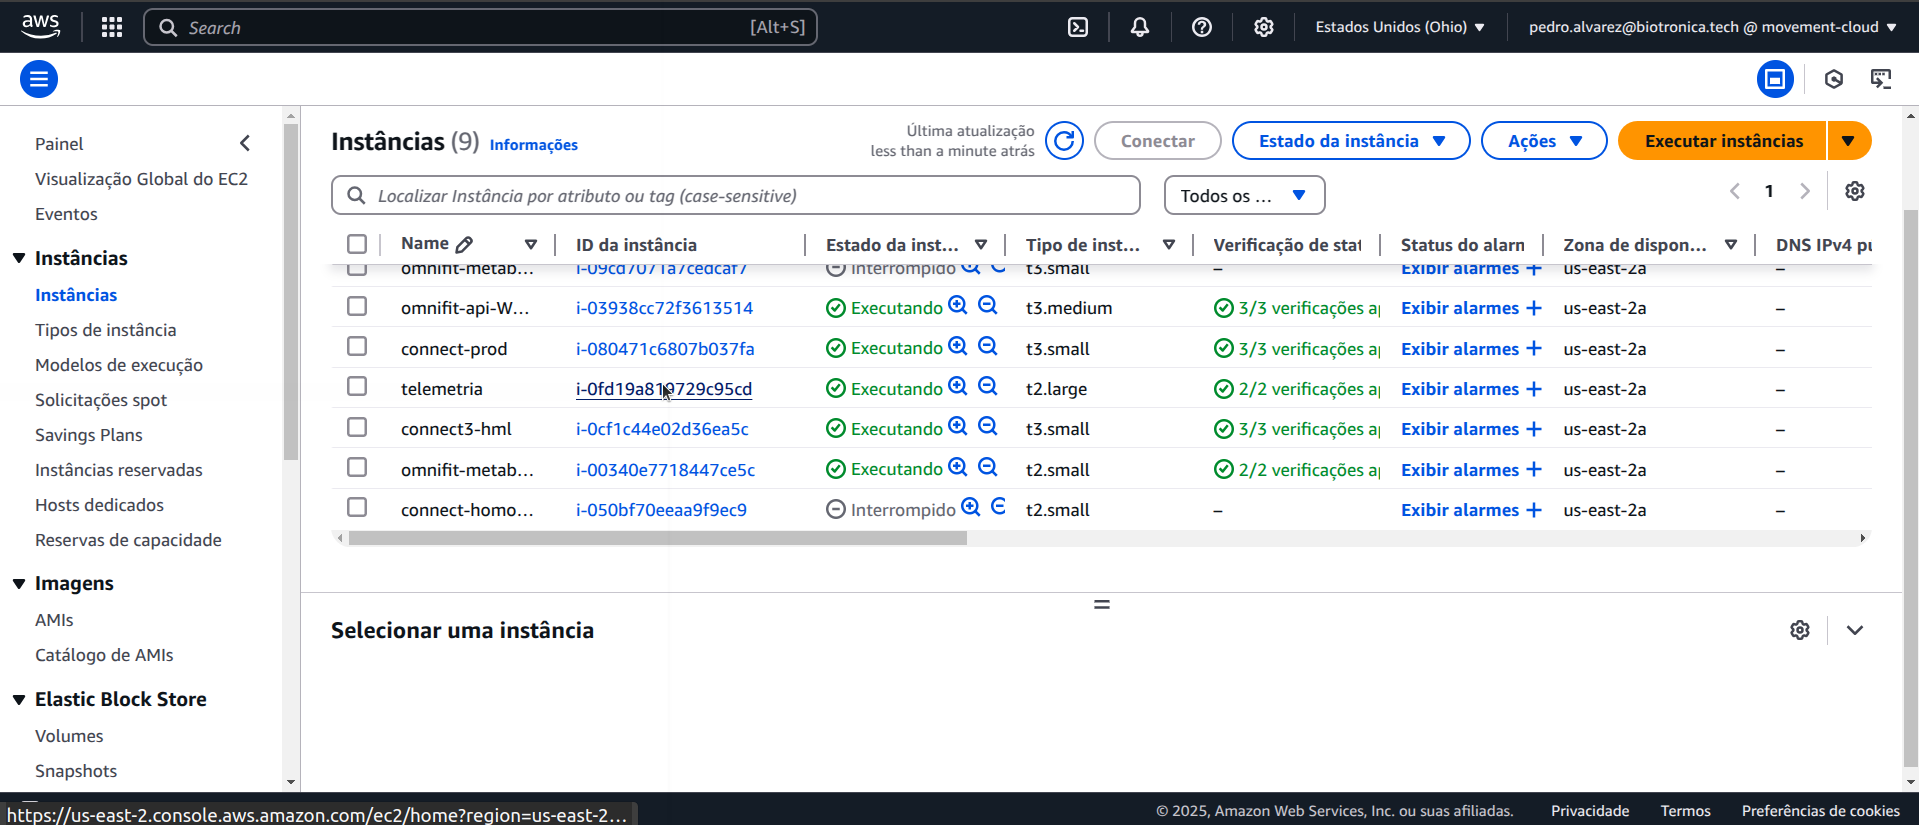 aws
Search [Alt+S]
Estados Unidos (Ohio)
pedro.alvarez@biotronica.tech @ movement-cloud
Painel
Visualização Global do EC2
Eventos
Instâncias
Instâncias
Tipos de instância
Modelos de execução
Solicitações spot
Savings Plans
Instâncias reservadas
Hosts dedicados
Reservas de capacidade
Imagens
AMIs
Catálogo de AMIs
Elastic Block Store
Volumes
Snapshots
Instâncias (9) Informações
Última atualização
less than a minute atrás
Conectar
Estado da instância
Ações
Executar instâncias
Localizar Instância por atributo ou tag (case-sensitive)
Todos os ...
1
Name ID da instância Estado da inst... Tipo de inst... Verificação de stat Status do alarn Zona de dispon... DNS IPv4 pu
omnifit-metab... i-09cd7071a7cedcaf7 Interrompido t3.small – Exibir alarmes + us-east-2a –
omnifit-api-W... i-03938cc72f3613514 Executando t3.medium 3/3 verificações a Exibir alarmes + us-east-2a –
connect-prod i-080471c6807b037fa Executando t3.small 3/3 verificações a Exibir alarmes + us-east-2a –
telemetria i-0fd19a819729c95cd Executando t2.large 2/2 verificações a Exibir alarmes + us-east-2a –
connect3-hml i-0cf1c44e02d36ea5c Executando t3.small 3/3 verificações a Exibir alarmes + us-east-2a –
omnifit-metab... i-00340e7718447ce5c Executando t2.small 2/2 verificações a Exibir alarmes + us-east-2a –
connect-homo... i-050bf70eeaa9f9ec9 Interrompido t2.small – Exibir alarmes + us-east-2a –
Selecionar uma instância
https://us-east-2.console.aws.amazon.com/ec2/home?region=us-east-2...
© 2025, Amazon Web Services, Inc. ou suas afiliadas. Privacidade Termos Preferências de cookies